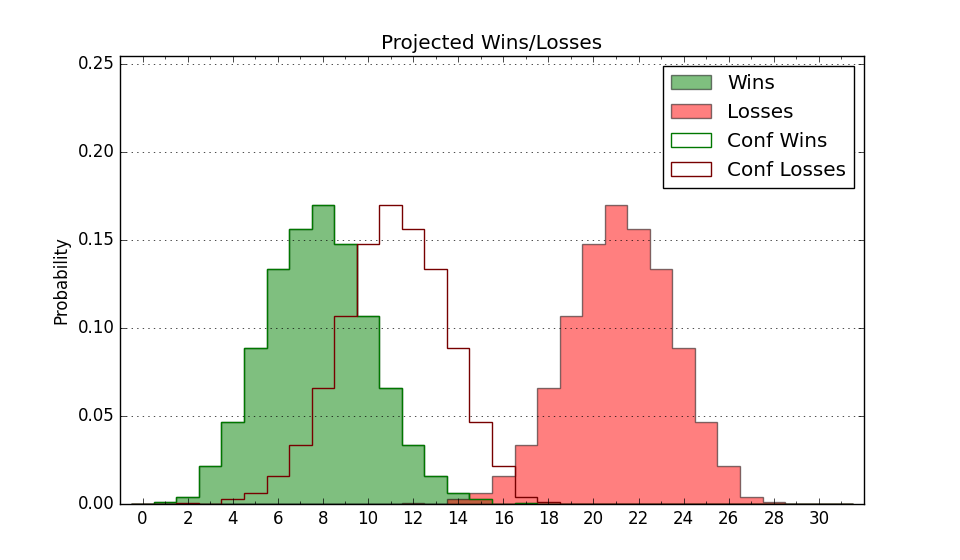 Projected Wins/Losses
0.25
0.20
0.15
0.10
0.05
0.00
Probability
Wins
Losses
Conf Wins
Conf Losses
0 2 4 6 8 10 12 14 16 18 20 22 24 26 28 30